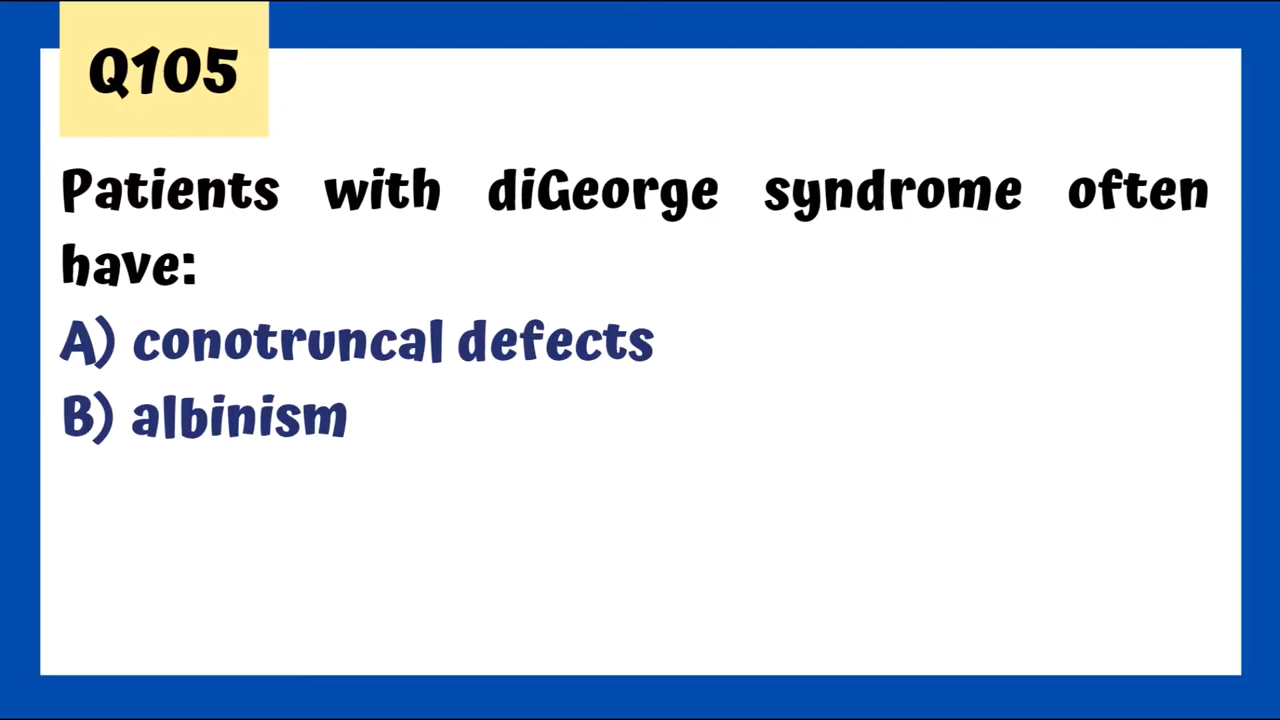 Q105
Patients with diGeorge syndrome often
have:
A) conotruncal defects
B) albinism